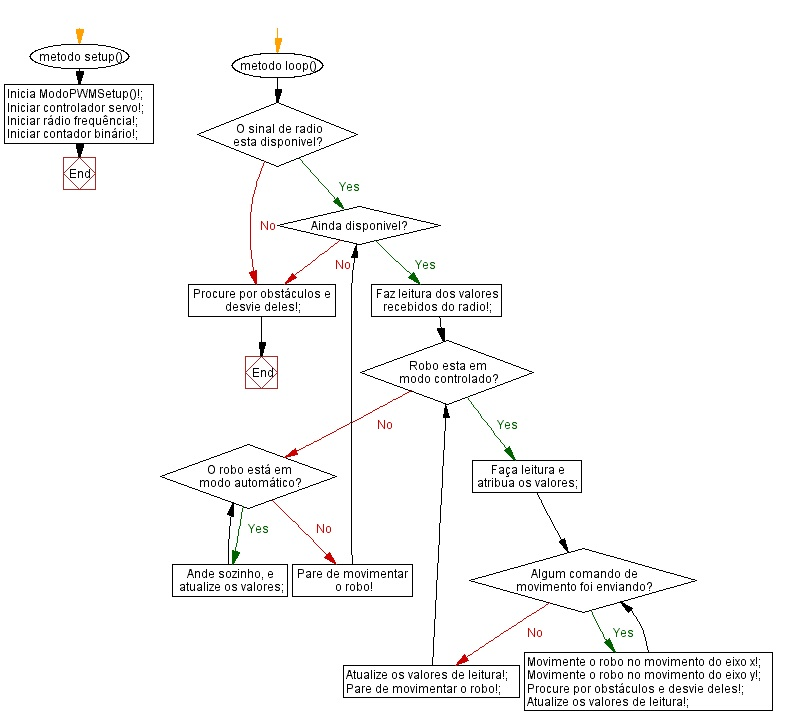 metodo setup()
Inicia ModoPWMSetup()!;
Iniciar controlador servo!;
Iniciar rádio frequência!;
Iniciar contador binário!;
End
metodo loop()
O sinal de radio
esta disponivel?
Yes
No
Ainda disponivel?
No
Yes
Procure por obstáculos e
desvie deles!;
End
Faz leitura dos valores
recebidos do radio!;
Robo esta em
modo controlado?
No
Yes
O robo está em
modo automático?
Yes
No
Ande sozinho, e
atualize os valores;
Pare de movimentar
o robo!
Faça leitura e
atribua os valores;
Algum comando de
movimento foi enviando?
No
Yes
Atualize os valores de leitura!;
Pare de movimentar o robo!;
Movimente o robo no movimento do eixo x!;
Movimente o robo no movimento do eixo y!;
Procure por obstáculos e desvie deles!;
Atualize os valores de leitura!;